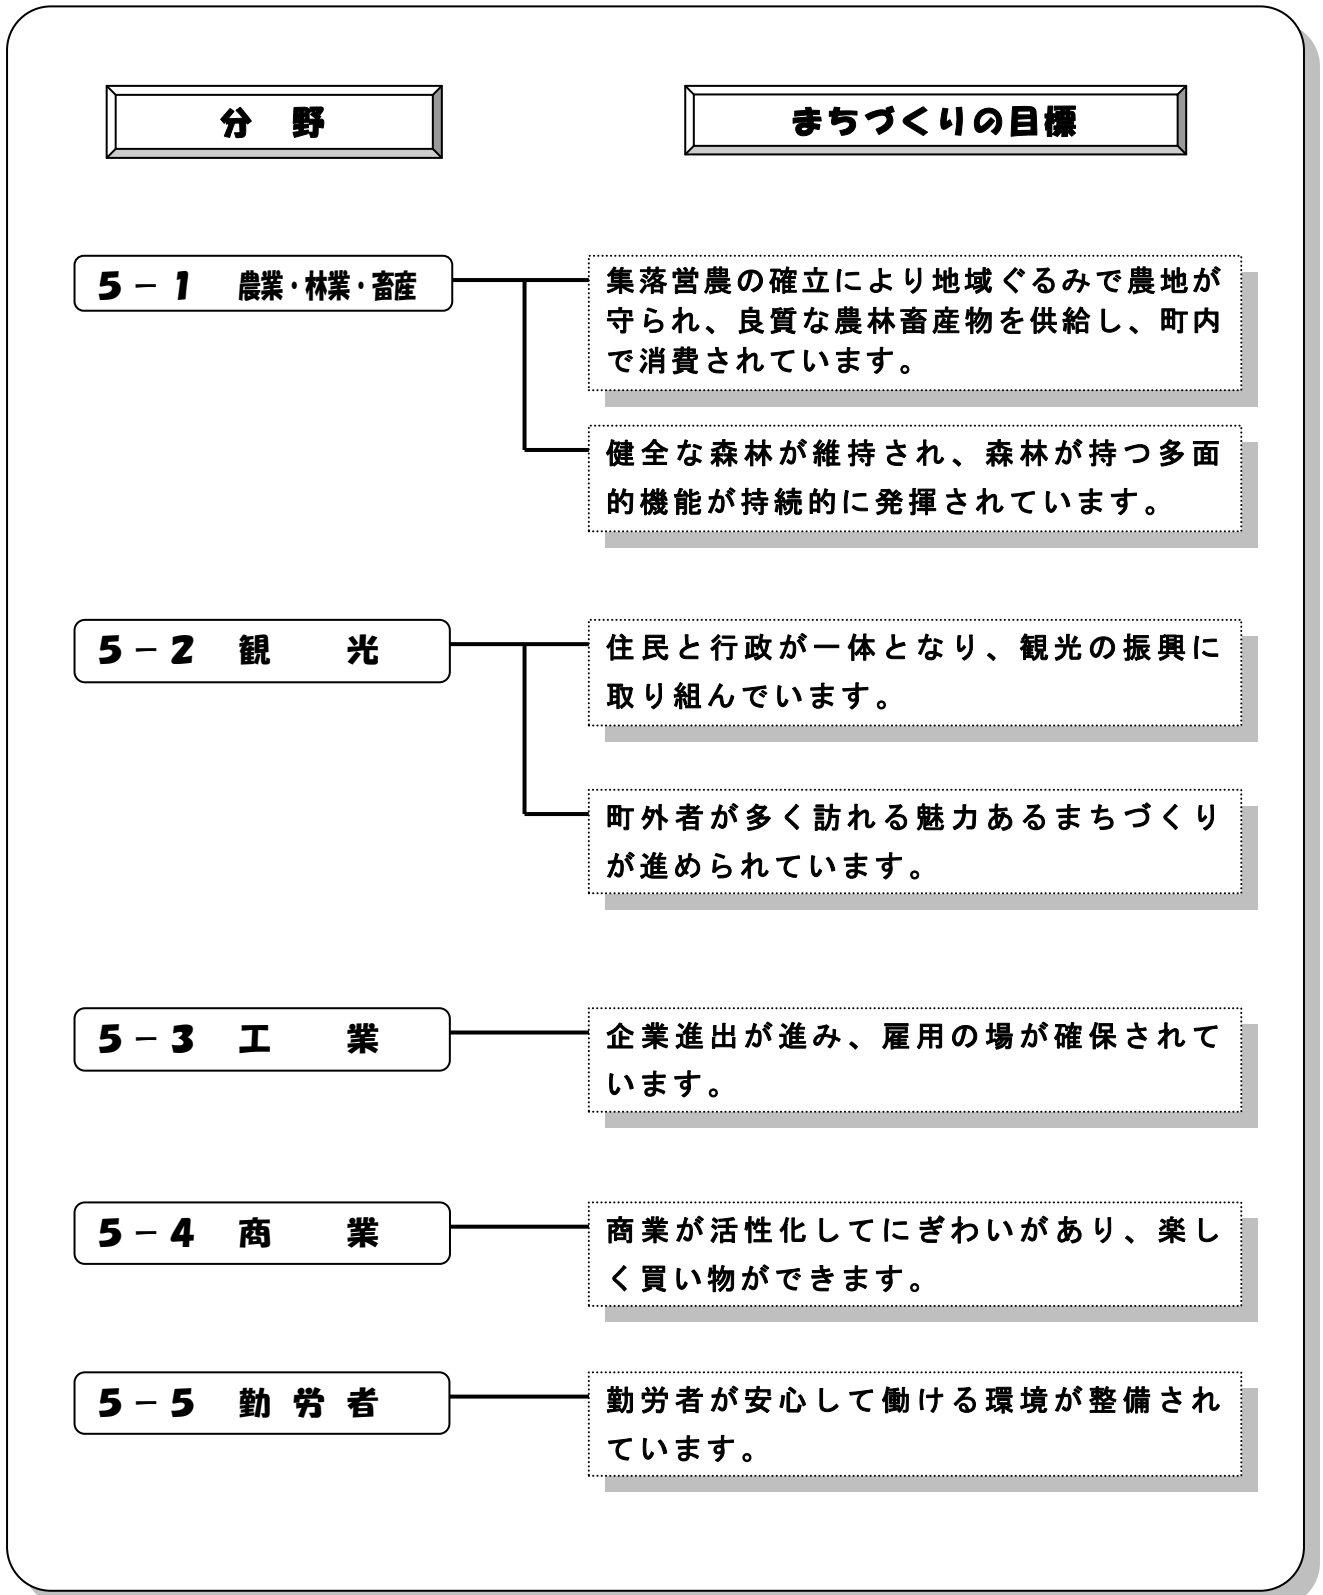 分　野
まちづくりの目標
５－１　農業・林業・畜産
集落営農の確立により地域ぐるみで農地が
守られ、良質な農林畜産物を供給し、町内
で消費されています。
健全な森林が維持され、森林が持つ多面
的機能が持続的に発揮されています。
５－２　観　　光
住民と行政が一体となり、観光の振興に
取り組んでいます。
町外者が多く訪れる魅力あるまちづくり
が進められています。
５－３　工　　業
企業進出が進み、雇用の場が確保されて
います。
５－４　商　　業
商業が活性化してにぎわいがあり、楽し
く買い物ができます。
５－５　勤 労 者
勤労者が安心して働ける環境が整備され
ています。